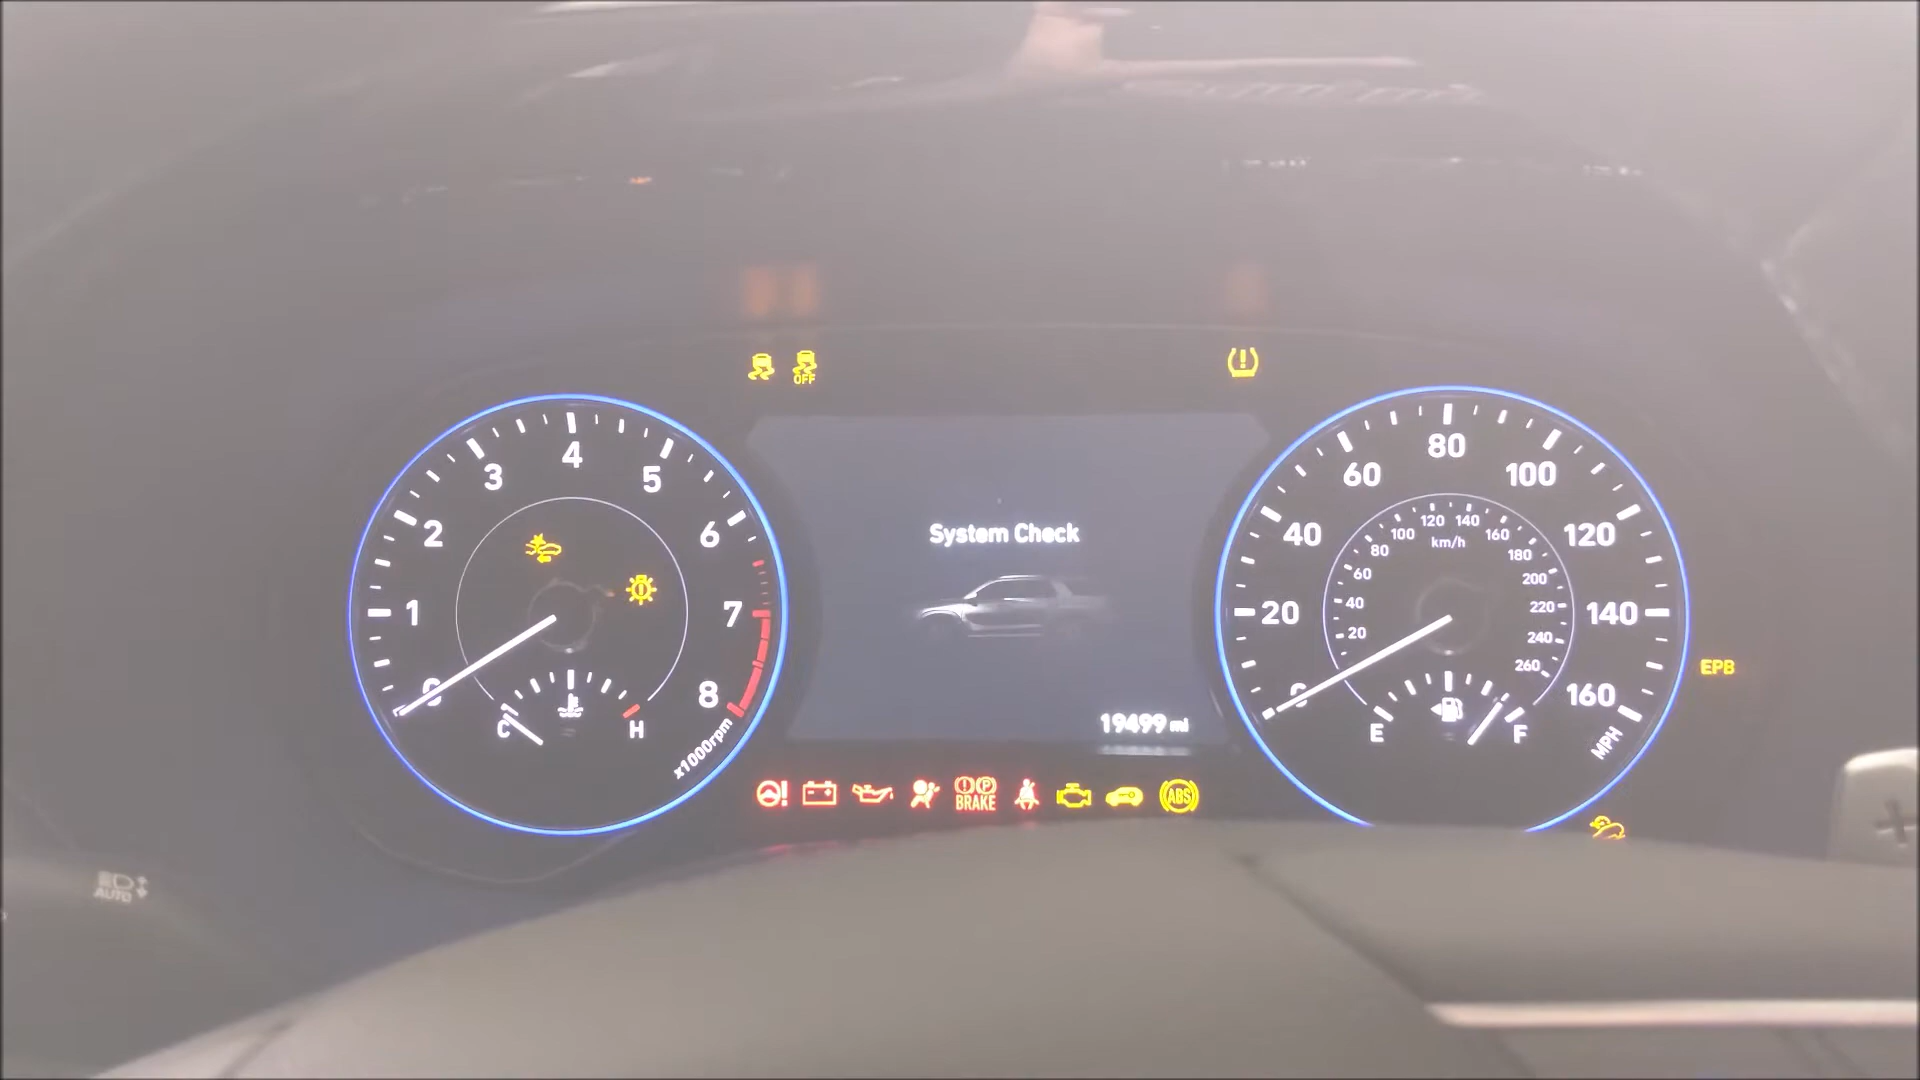 OFF
1
2
3
4
5
6
7
8
x1000rpm
C
H
System Check
19499 mi
20
40
60
80
100
120
140
160
MPH
20
40
60
80
100
120
140
160
180
200
220
240
260
km/h
E
F
EPB
BRAKE
ABS
AUTO